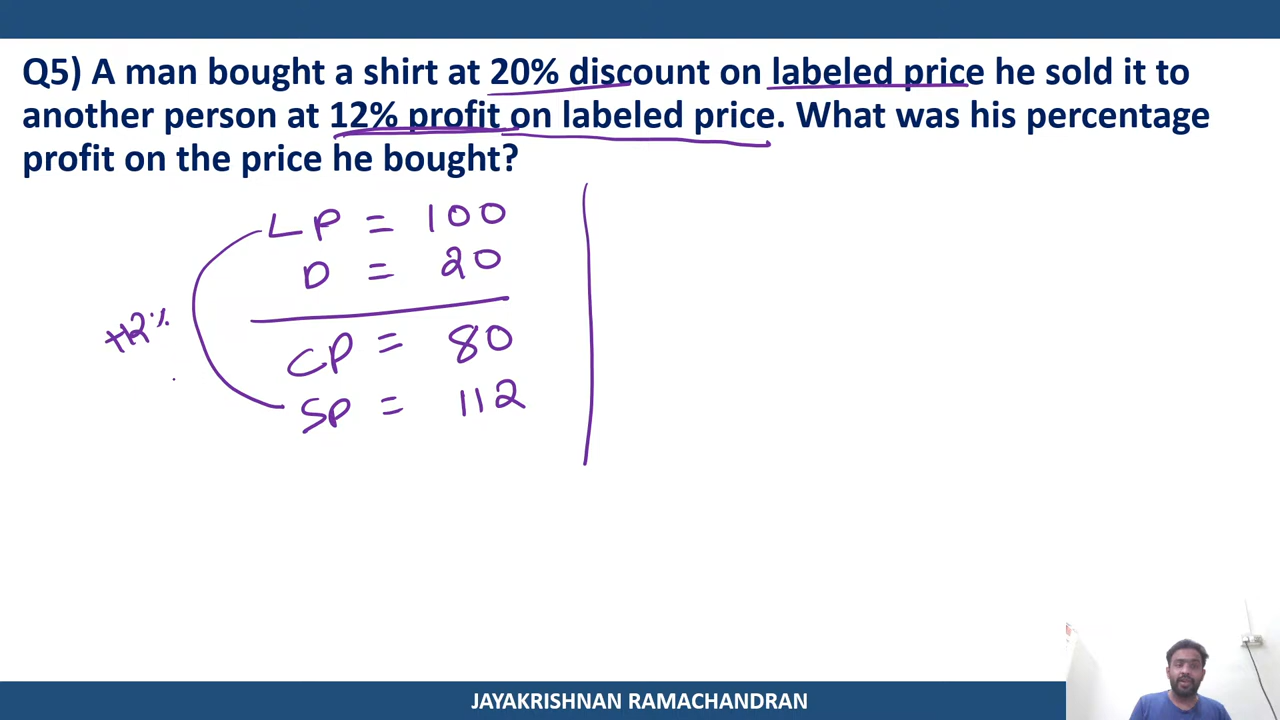 Q5) A man bought a shirt at 20% discount on labeled price he sold it to
another person at 12% profit on labeled price. What was his percentage
profit on the price he bought?
LP = 100
D = 20
+12%
CP = 80
SP = 112
JAYAKRISHNAN RAMACHANDRAN